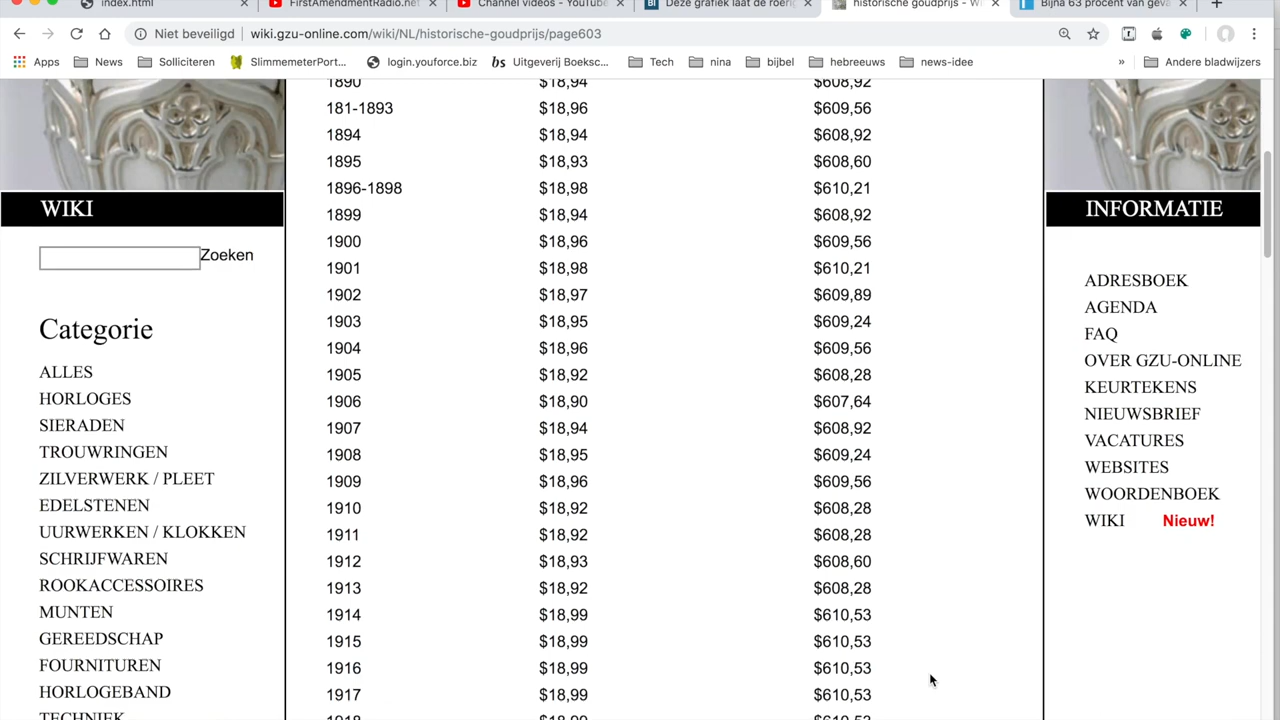 index.html
FirstAmendmentRadio.net
Channel videos - YouTube
BI Deze grafiek laat de roerig
historische goudprijs - Wi
Bijna 63 procent van geva
Niet beveiligd wiki.gzu-online.com/wiki/NL/historische-goudprijs/page603
Apps News Solliciteren SlimmemeterPort... login.youforce.biz bs Uitgeverij Boeksc... Tech nina bijbel hebreeuws news-idee » Andere bladwijzers
WIKI
Zoeken
Categorie
ALLES
HORLOGES
SIERADEN
TROUWRINGEN
ZILVERWERK / PLEET
EDELSTENEN
UURWERKEN / KLOKKEN
SCHRIJFWAREN
ROOKACCESSOIRES
MUNTEN
GEREEDSCHAP
FOURNITUREN
HORLOGEBAND
TECHNIEK
1890 $18,94 $608,92
181-1893 $18,96 $609,56
1894 $18,94 $608,92
1895 $18,93 $608,60
1896-1898 $18,98 $610,21
1899 $18,94 $608,92
1900 $18,96 $609,56
1901 $18,98 $610,21
1902 $18,97 $609,89
1903 $18,95 $609,24
1904 $18,96 $609,56
1905 $18,92 $608,28
1906 $18,90 $607,64
1907 $18,94 $608,92
1908 $18,95 $609,24
1909 $18,96 $609,56
1910 $18,92 $608,28
1911 $18,92 $608,28
1912 $18,93 $608,60
1913 $18,92 $608,28
1914 $18,99 $610,53
1915 $18,99 $610,53
1916 $18,99 $610,53
1917 $18,99 $610,53
1918 $18,99 $610,53
INFORMATIE
ADRESBOEK
AGENDA
FAQ
OVER GZU-ONLINE
KEURTEKENS
NIEUWSBRIEF
VACATURES
WEBSITES
WOORDENBOEK
WIKI Nieuw!